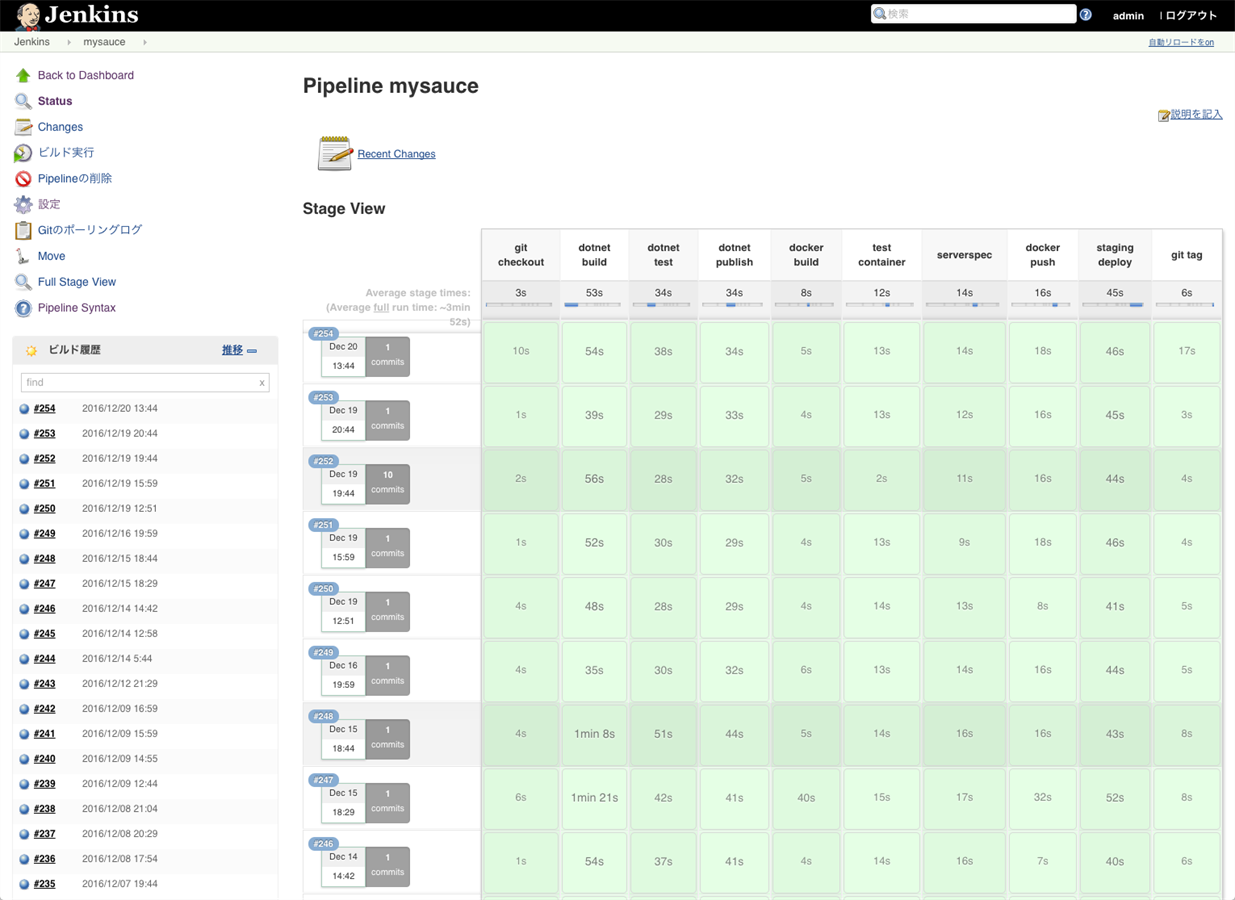 Jenkins
検索
admin
| ログアウト
Jenkins
mysauce
自動リロードをon
Back to Dashboard
Status
Changes
ビルド実行
Pipelineの削除
設定
Gitのポーリングログ
Move
Full Stage View
Pipeline Syntax
ビルド履歴
推移
find
x
#254 2016/12/20 13:44
#253 2016/12/19 20:44
#252 2016/12/19 19:44
#251 2016/12/19 15:59
#250 2016/12/19 12:51
#249 2016/12/16 19:59
#248 2016/12/15 18:44
#247 2016/12/15 18:29
#246 2016/12/14 14:42
#245 2016/12/14 12:58
#244 2016/12/14 5:44
#243 2016/12/12 21:29
#242 2016/12/09 16:59
#241 2016/12/09 15:59
#240 2016/12/09 14:55
#239 2016/12/09 12:44
#238 2016/12/08 21:04
#237 2016/12/08 20:29
#236 2016/12/08 17:54
#235 2016/12/07 19:44
Pipeline mysauce
説明を記入
Recent Changes
Stage View
git checkout
dotnet build
dotnet test
dotnet publish
docker build
test container
serverspec
docker push
staging deploy
git tag
Average stage times:
(Average full run time: ~3min
52s)
3s 53s 34s 34s 8s 12s 14s 16s 45s 6s
#254
Dec 20
13:44
1
commits
10s 54s 38s 34s 5s 13s 14s 18s 46s 17s
#253
Dec 19
20:44
1
commits
1s 39s 29s 33s 4s 13s 12s 16s 45s 3s
#252
Dec 19
19:44
10
commits
2s 56s 28s 32s 5s 2s 11s 16s 44s 4s
#251
Dec 19
15:59
1
commits
1s 52s 30s 29s 4s 13s 9s 18s 46s 4s
#250
Dec 19
12:51
1
commits
4s 48s 28s 29s 4s 14s 13s 8s 41s 5s
#249
Dec 16
19:59
1
commits
4s 35s 30s 32s 6s 13s 14s 16s 44s 5s
#248
Dec 15
18:44
1
commits
4s 1min 8s 51s 44s 5s 14s 16s 16s 43s 8s
#247
Dec 15
18:29
1
commits
6s 1min 21s 42s 41s 40s 15s 17s 32s 52s 8s
#246
Dec 14
14:42
1
commits
1s 54s 37s 41s 4s 14s 16s 7s 40s 6s